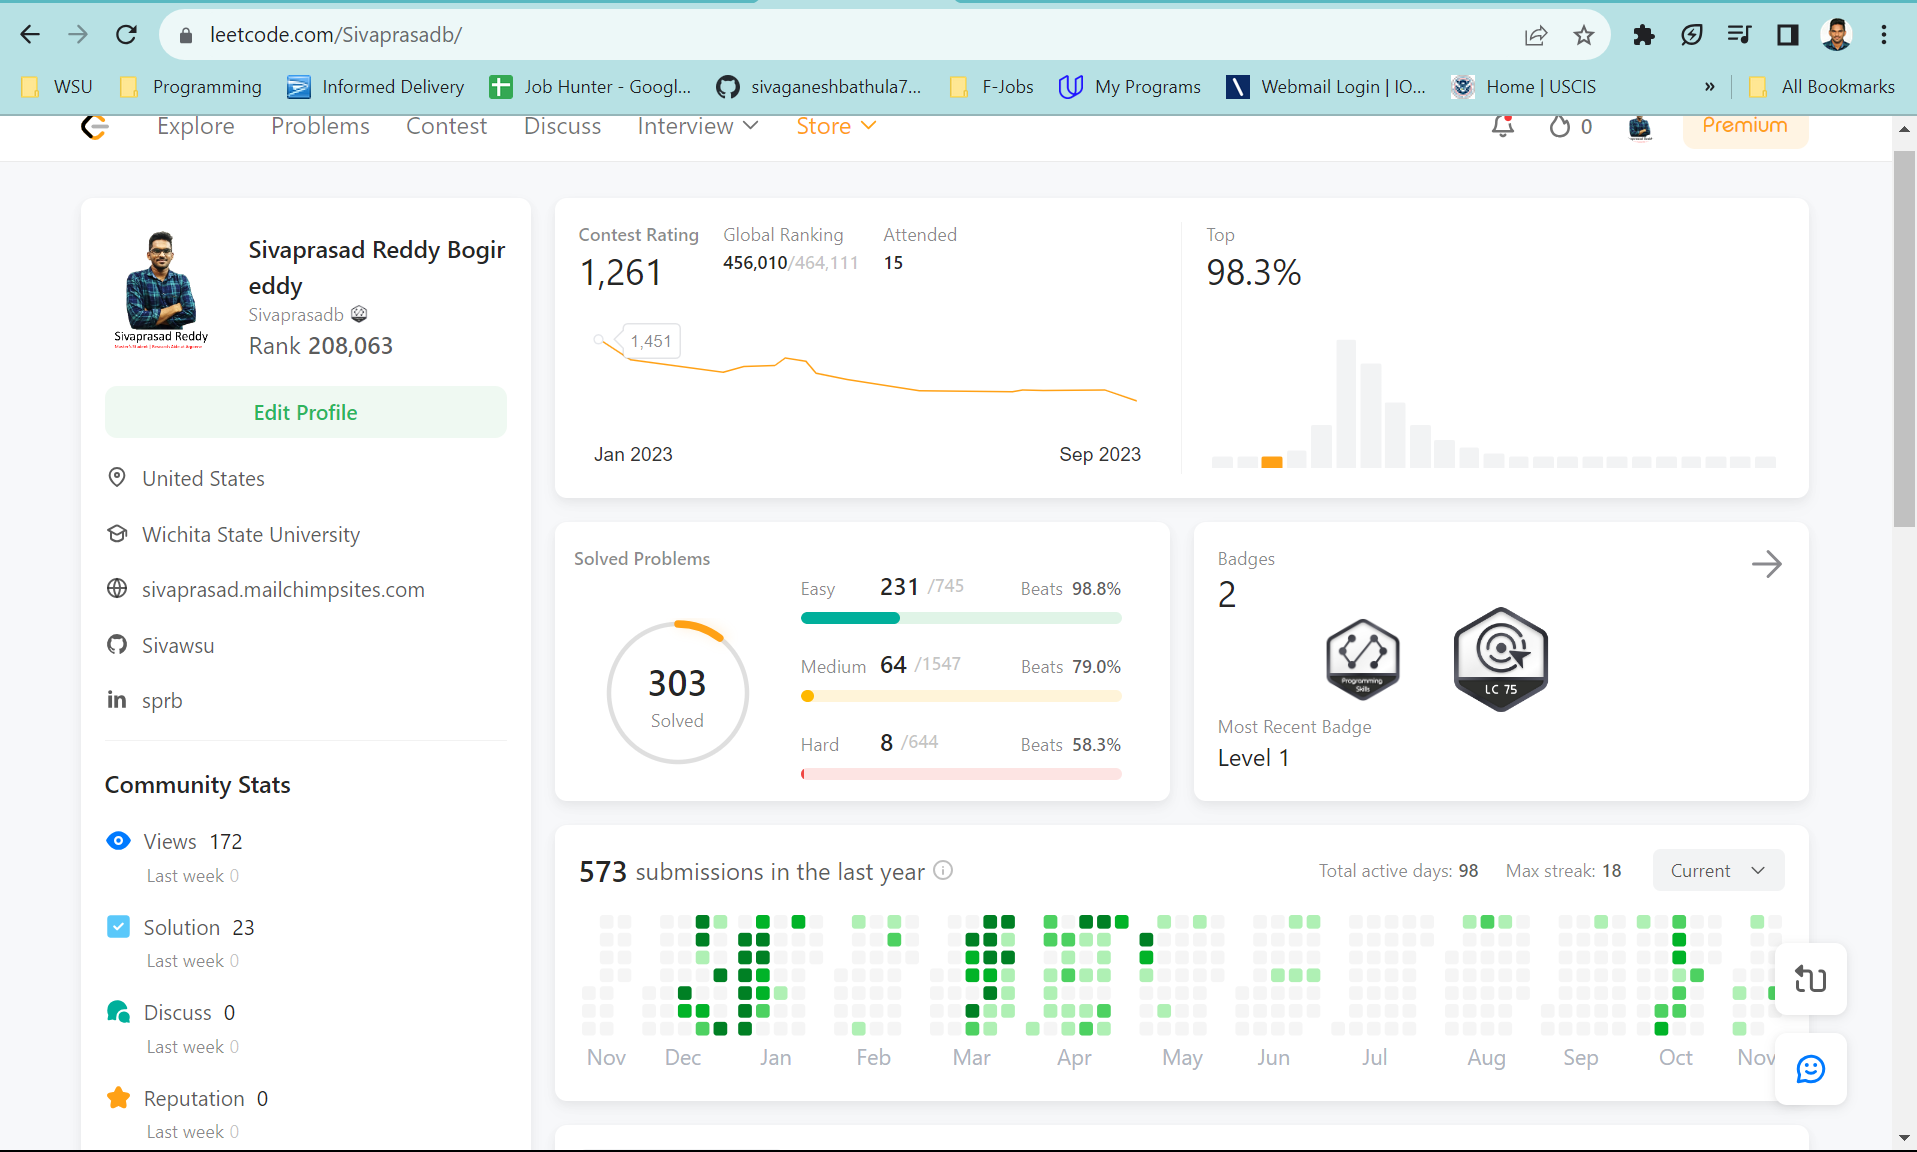 leetcode.com/Sivaprasadb/
WSU
Programming
Informed Delivery
Job Hunter - Googl...
sivaganeshbathula7...
F-Jobs
My Programs
Webmail Login | IO...
Home | USCIS
»
All Bookmarks
Explore
Problems
Contest
Discuss
Interview
Store
0
Premium
Sivaprasad Reddy
Sivaprasad Reddy Bogir
eddy
Sivaprasadb
Rank 208,063
Edit Profile
United States
Wichita State University
sivaprasad.mailchimpsites.com
Sivawsu
in sprb
Community Stats
Views 172
Last week 0
Solution 23
Last week 0
Discuss 0
Last week 0
Reputation 0
Last week 0
Contest Rating
1,261
Global Ranking
456,010/464,111
Attended
15
1,451
Jan 2023
Sep 2023
Top
98.3%
Solved Problems
303
Solved
Easy 231 /745 Beats 98.8%
Medium 64 /1547 Beats 79.0%
Hard 8 /644 Beats 58.3%
Badges
2
Programming
Skills
LC 75
Most Recent Badge
Level 1
573 submissions in the last year
Total active days: 98
Max streak: 18
Current
Nov Dec Jan Feb Mar Apr May Jun Jul Aug Sep Oct Nov